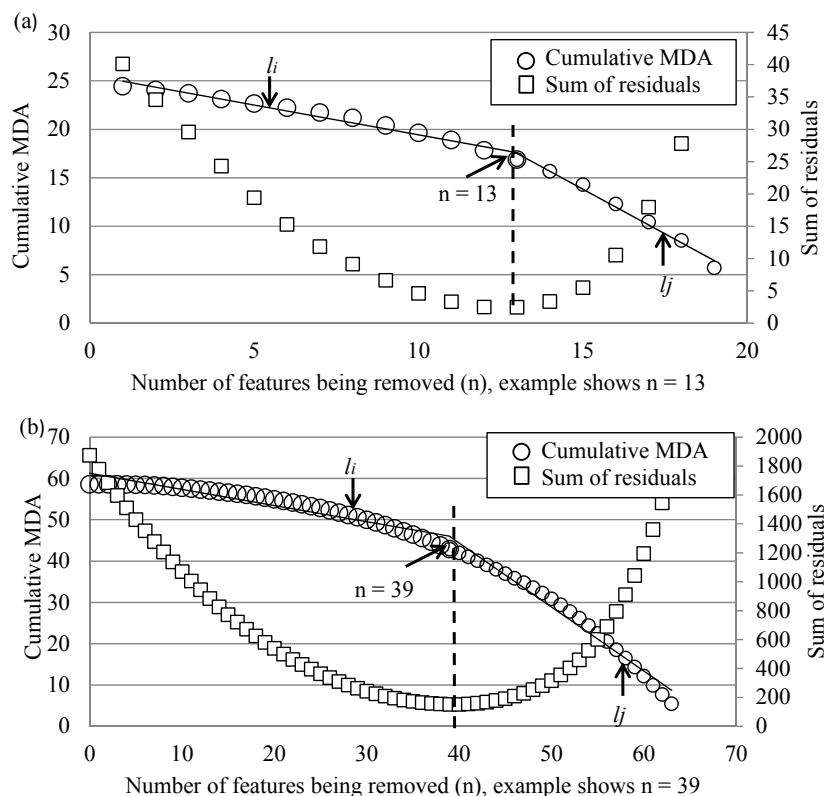 (a)
30
25
20
15
10
5
0
Cumulative MDA
45
40
35
30
25
20
15
10
5
0
Sum of residuals
Cumulative MDA
Sum of residuals
li
n = 13
lj
0 5 10 15 20
Number of features being removed (n), example shows n = 13
(b)
70
60
50
40
30
20
10
0
Cumulative MDA
2000
1800
1600
1400
1200
1000
800
600
400
200
0
Sum of residuals
Cumulative MDA
Sum of residuals
li
n = 39
lj
0 10 20 30 40 50 60 70
Number of features being removed (n), example shows n = 39